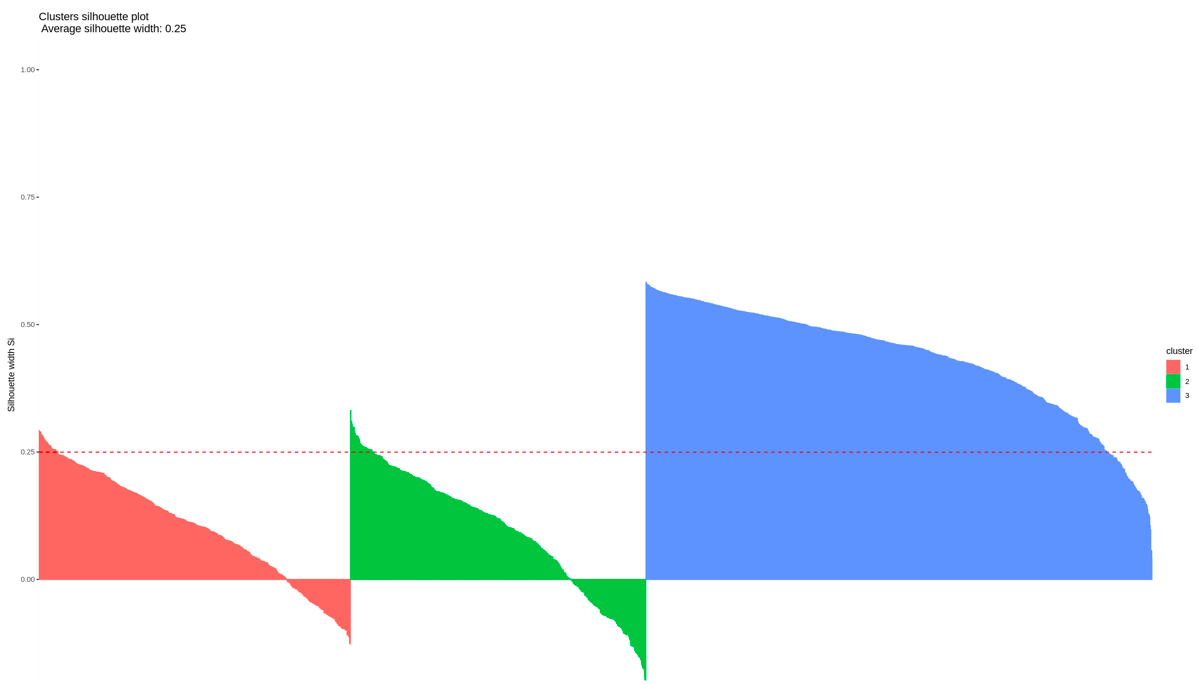 Clusters silhouette plot
Average silhouette width: 0.25
1.00
0.75
0.50
0.25
0.00
Silhouette width Si
cluster
1
2
3